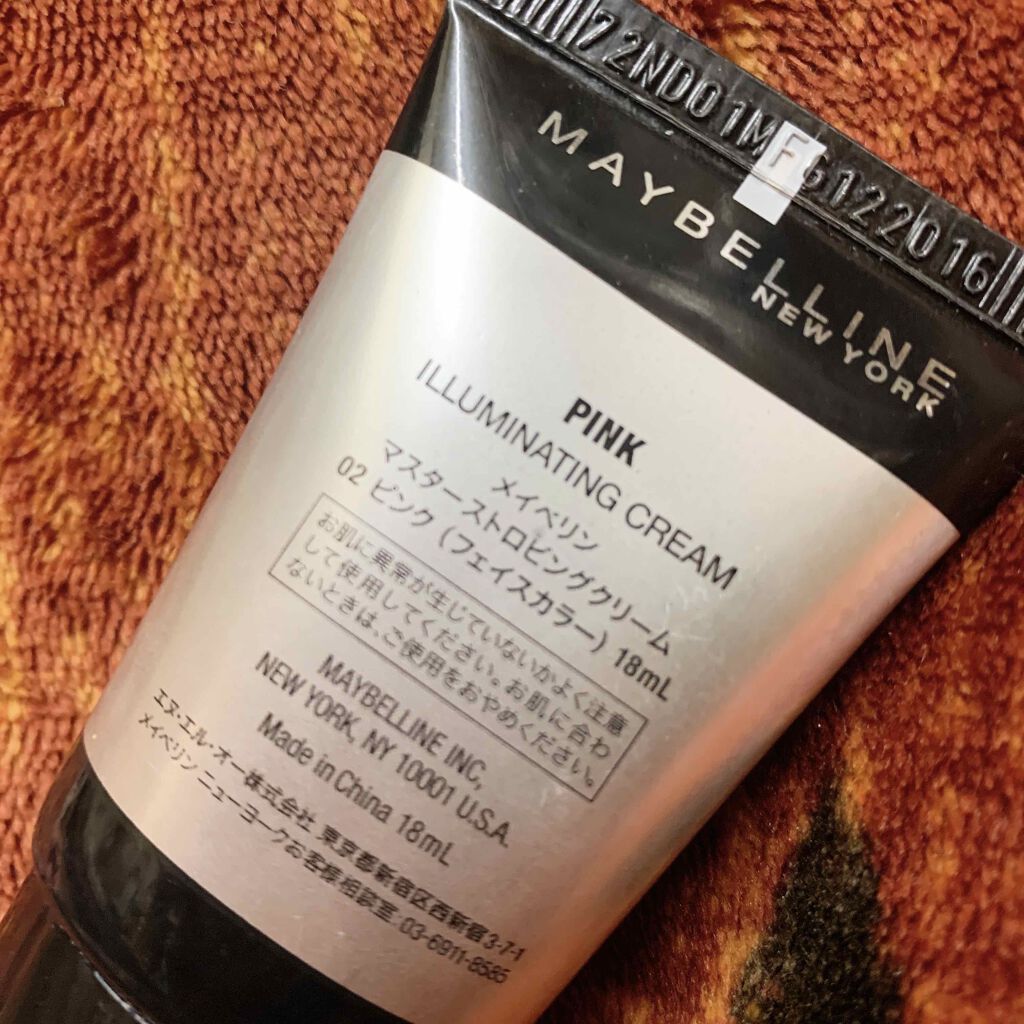 72ND01MFG6122016
MAYBELLINE
NEW YORK
PINK
ILLUMINATING CREAM
メイベリン
マスターストロビングクリーム
02 ピンク (フェイスカラー) 18mL
お肌に異常が生じていないかよく注意
して使用してください。お肌に合わ
ないときは、ご使用をおやめください。
MAYBELLINE INC,
NEW YORK, NY 10001 U.S.A.
Made in China 18mL
エヌ・エル・オー株式会社 東京都新宿区西新宿3-7-1
メイベリン ニューヨークお客様相談室. 03-6911-8585